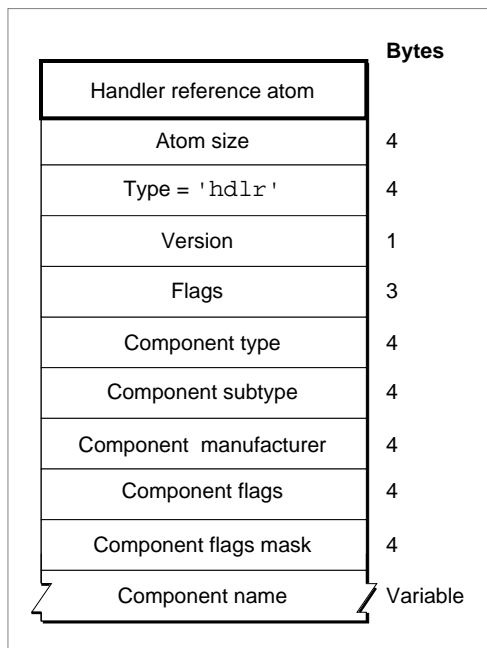 Bytes
Handler reference atom
Atom size 4
Type = 'hdlr' 4
Version 1
Flags 3
Component type 4
Component subtype 4
Component manufacturer 4
Component flags 4
Component flags mask 4
Component name Variable